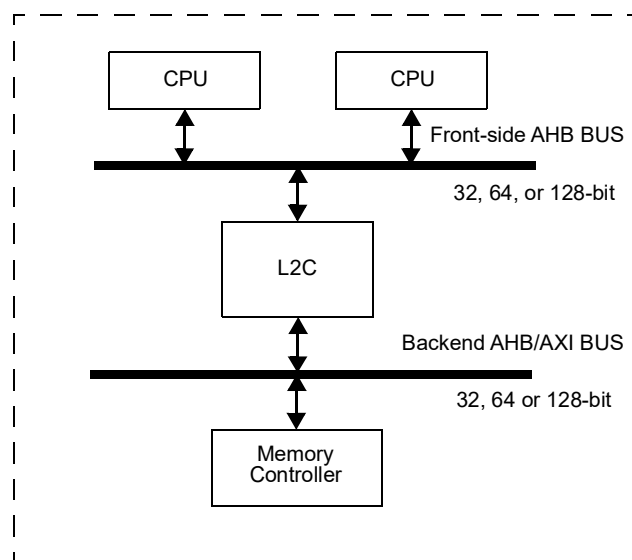 CPU
CPU
Front-side AHB BUS
32, 64, or 128-bit
L2C
Backend AHB/AXI BUS
32, 64 or 128-bit
Memory
Controller